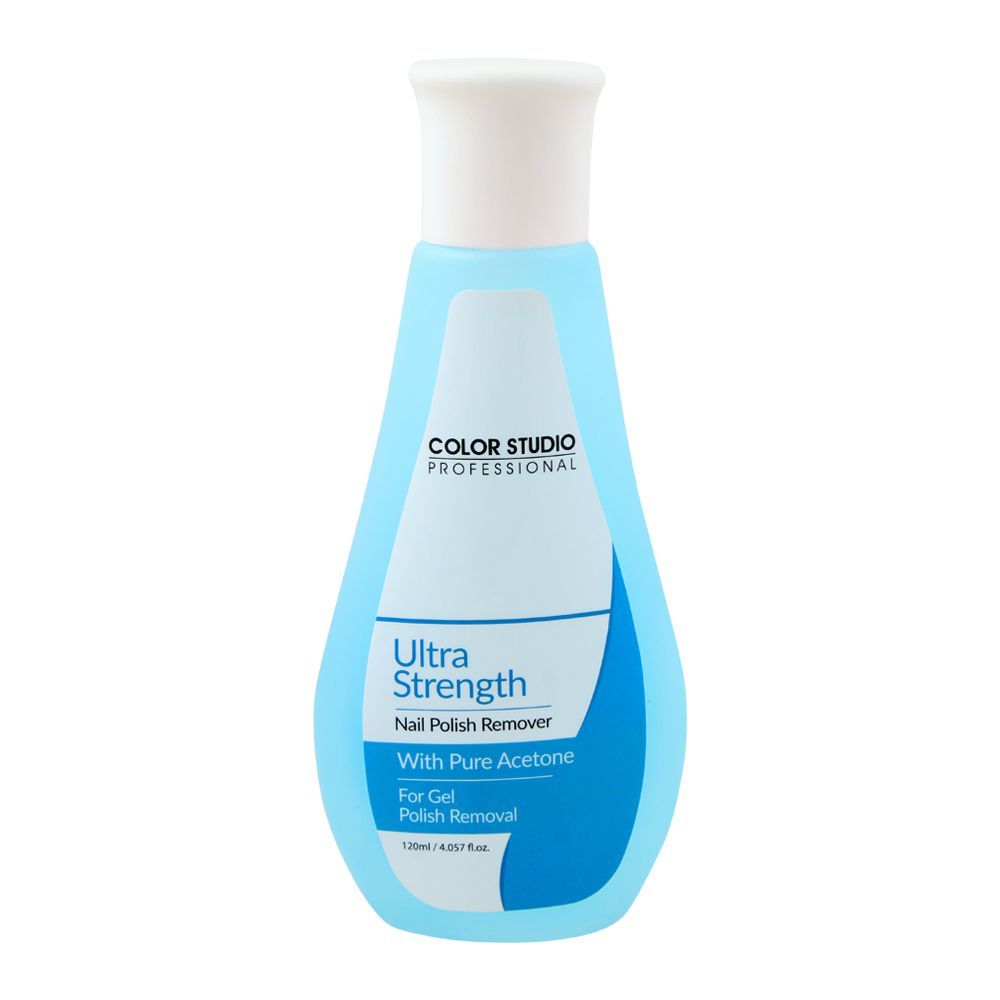 COLOR STUDIO
PROFESSIONAL
Ultra
Strength
Nail Polish Remover
With Pure Acetone
For Gel
Polish Removal
120ml / 4.057 fl.oz.